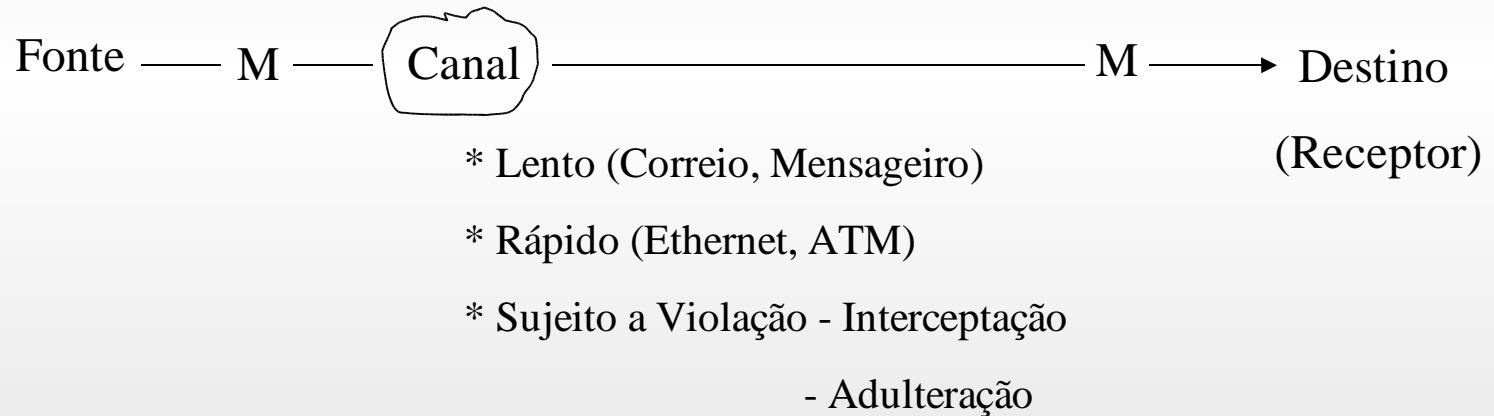 Fonte M Canal M Destino
(Receptor)
* Lento (Correio, Mensageiro)
* Rápido (Ethernet, ATM)
* Sujeito a Violação - Interceptação
- Adulteração